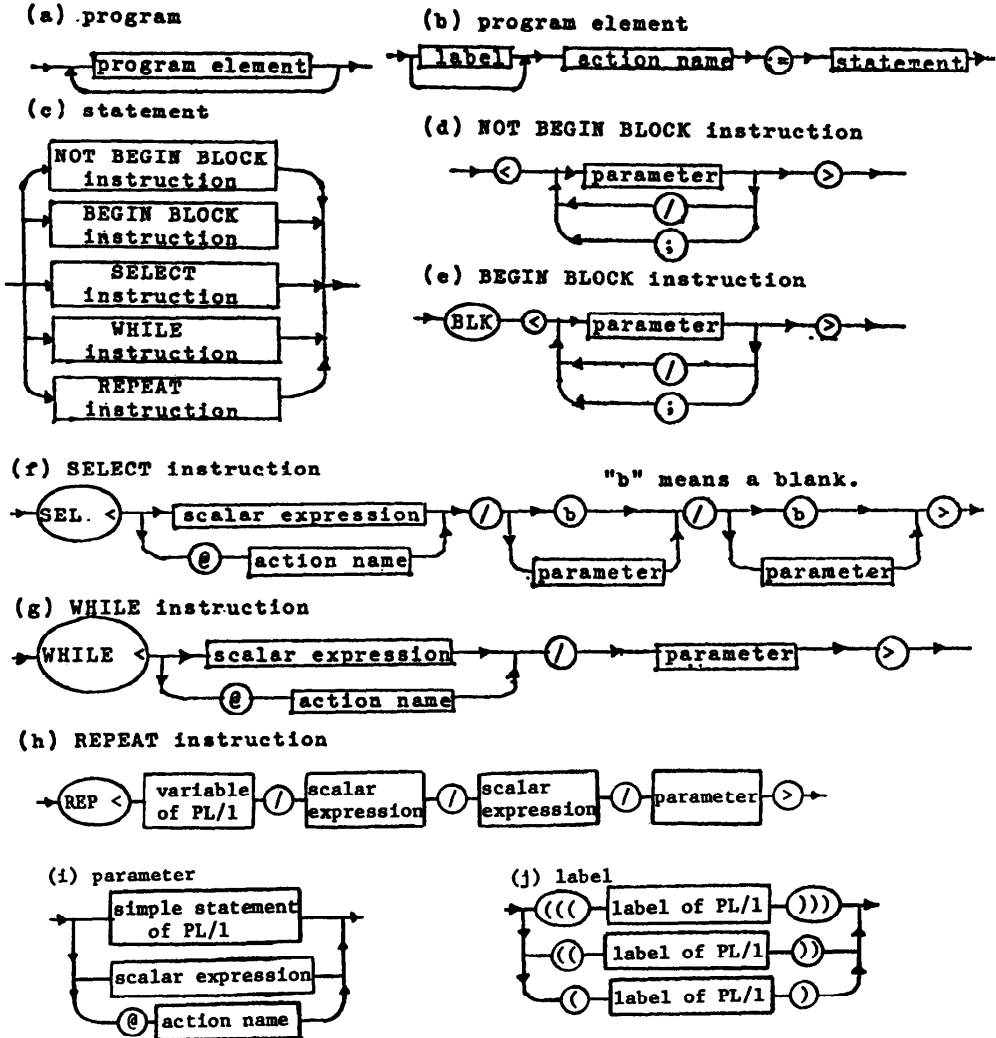 (a) program
program element
(b) program element
label action name := statement
(c) statement
NOT BEGIN BLOCK
instruction
BEGIN BLOCK
instruction
SELECT
instruction
WHILE
instruction
REPEAT
instruction
(d) NOT BEGIN BLOCK instruction
< parameter >
/
;
(e) BEGIN BLOCK instruction
BLK < parameter >
/
;
(f) SELECT instruction
"b" means a blank.
SEL. < scalar expression / b / b >
@ action name parameter parameter
(g) WHILE instruction
WHILE < scalar expression / parameter >
@ action name
(h) REPEAT instruction
REP < variable of PL/1 / scalar expression / scalar expression / parameter >
(i) parameter
simple statement
of PL/1
scalar expression
@ action name
(j) label
((( label of PL/1 )))
(( label of PL/1 ))
( label of PL/1 )